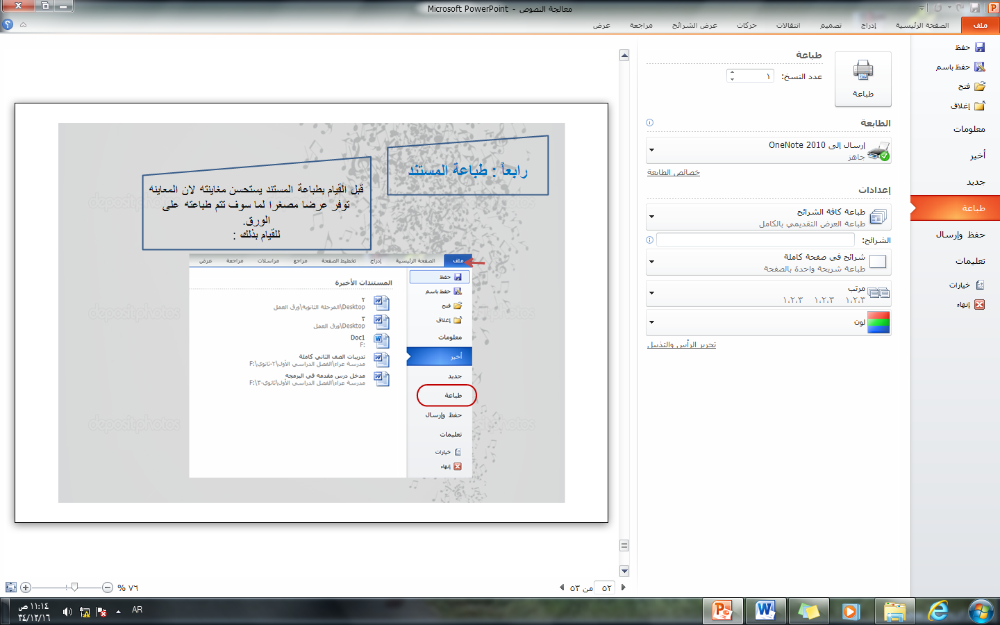 معالجة النصوص - Microsoft PowerPoint
ملف
الصفحة الرئيسية
إدراج
تصميم
انتقالات
حركات
عرض الشرائح
مراجعة
عرض
حفظ
حفظ باسم
فتح
إغلاق
معلومات
أخير
جديد
طباعة
حفظ وإرسال
تعليمات
خيارات
إنهاء
طباعة
طباعة
عدد النسخ:
١
الطابعة
إرسال إلى OneNote 2010
جاهز
خصائص الطابعة
إعدادات
طباعة كافة الشرائح
طباعة العرض التقديمي بالكامل
الشرائح:
شرائح في صفحة كاملة
طباعة شريحة واحدة بالصفحة
مرتب
١،٢،٣ ١،٢،٣ ١،٢،٣
لون
تحرير الرأس والتذييل
رابعاً : طباعة المستند
قبل القيام بطباعة المستند يستحسن مغاينته لان المعاينه
توفر عرضا مصغرا لما سوف تتم طباعته على
الورق.
للقيام بذلك :
ملف
الصفحة الرئيسية
إدراج
تخطيط الصفحة
مراجع
مراسلات
مراجعة
عرض
حفظ
حفظ باسم
فتح
إغلاق
معلومات
أخير
جديد
طباعة
حفظ وإرسال
تعليمات
خيارات
إنهاء
المستندات الأخيرة
٢
Desktop\المرحلة الثانوية\ورق العمل
٣
Desktop\ورق العمل
Doc1
F:
تدريبات الصف الثاني كاملة
F:\مدرسة عراء\الفصل الدراسي الأول\٢-ثانوي
مدخل درس مقدمه في البرمجه
F:\مدرسة عراء\الفصل الدراسي الأول\ثانوي-٣
depositphotos
depositphotos
depositphotos
depositphotos
٥٢ من ٥٣
٧٦ %
AR
١١:١٤ ص
٣٤/١٢/١٦